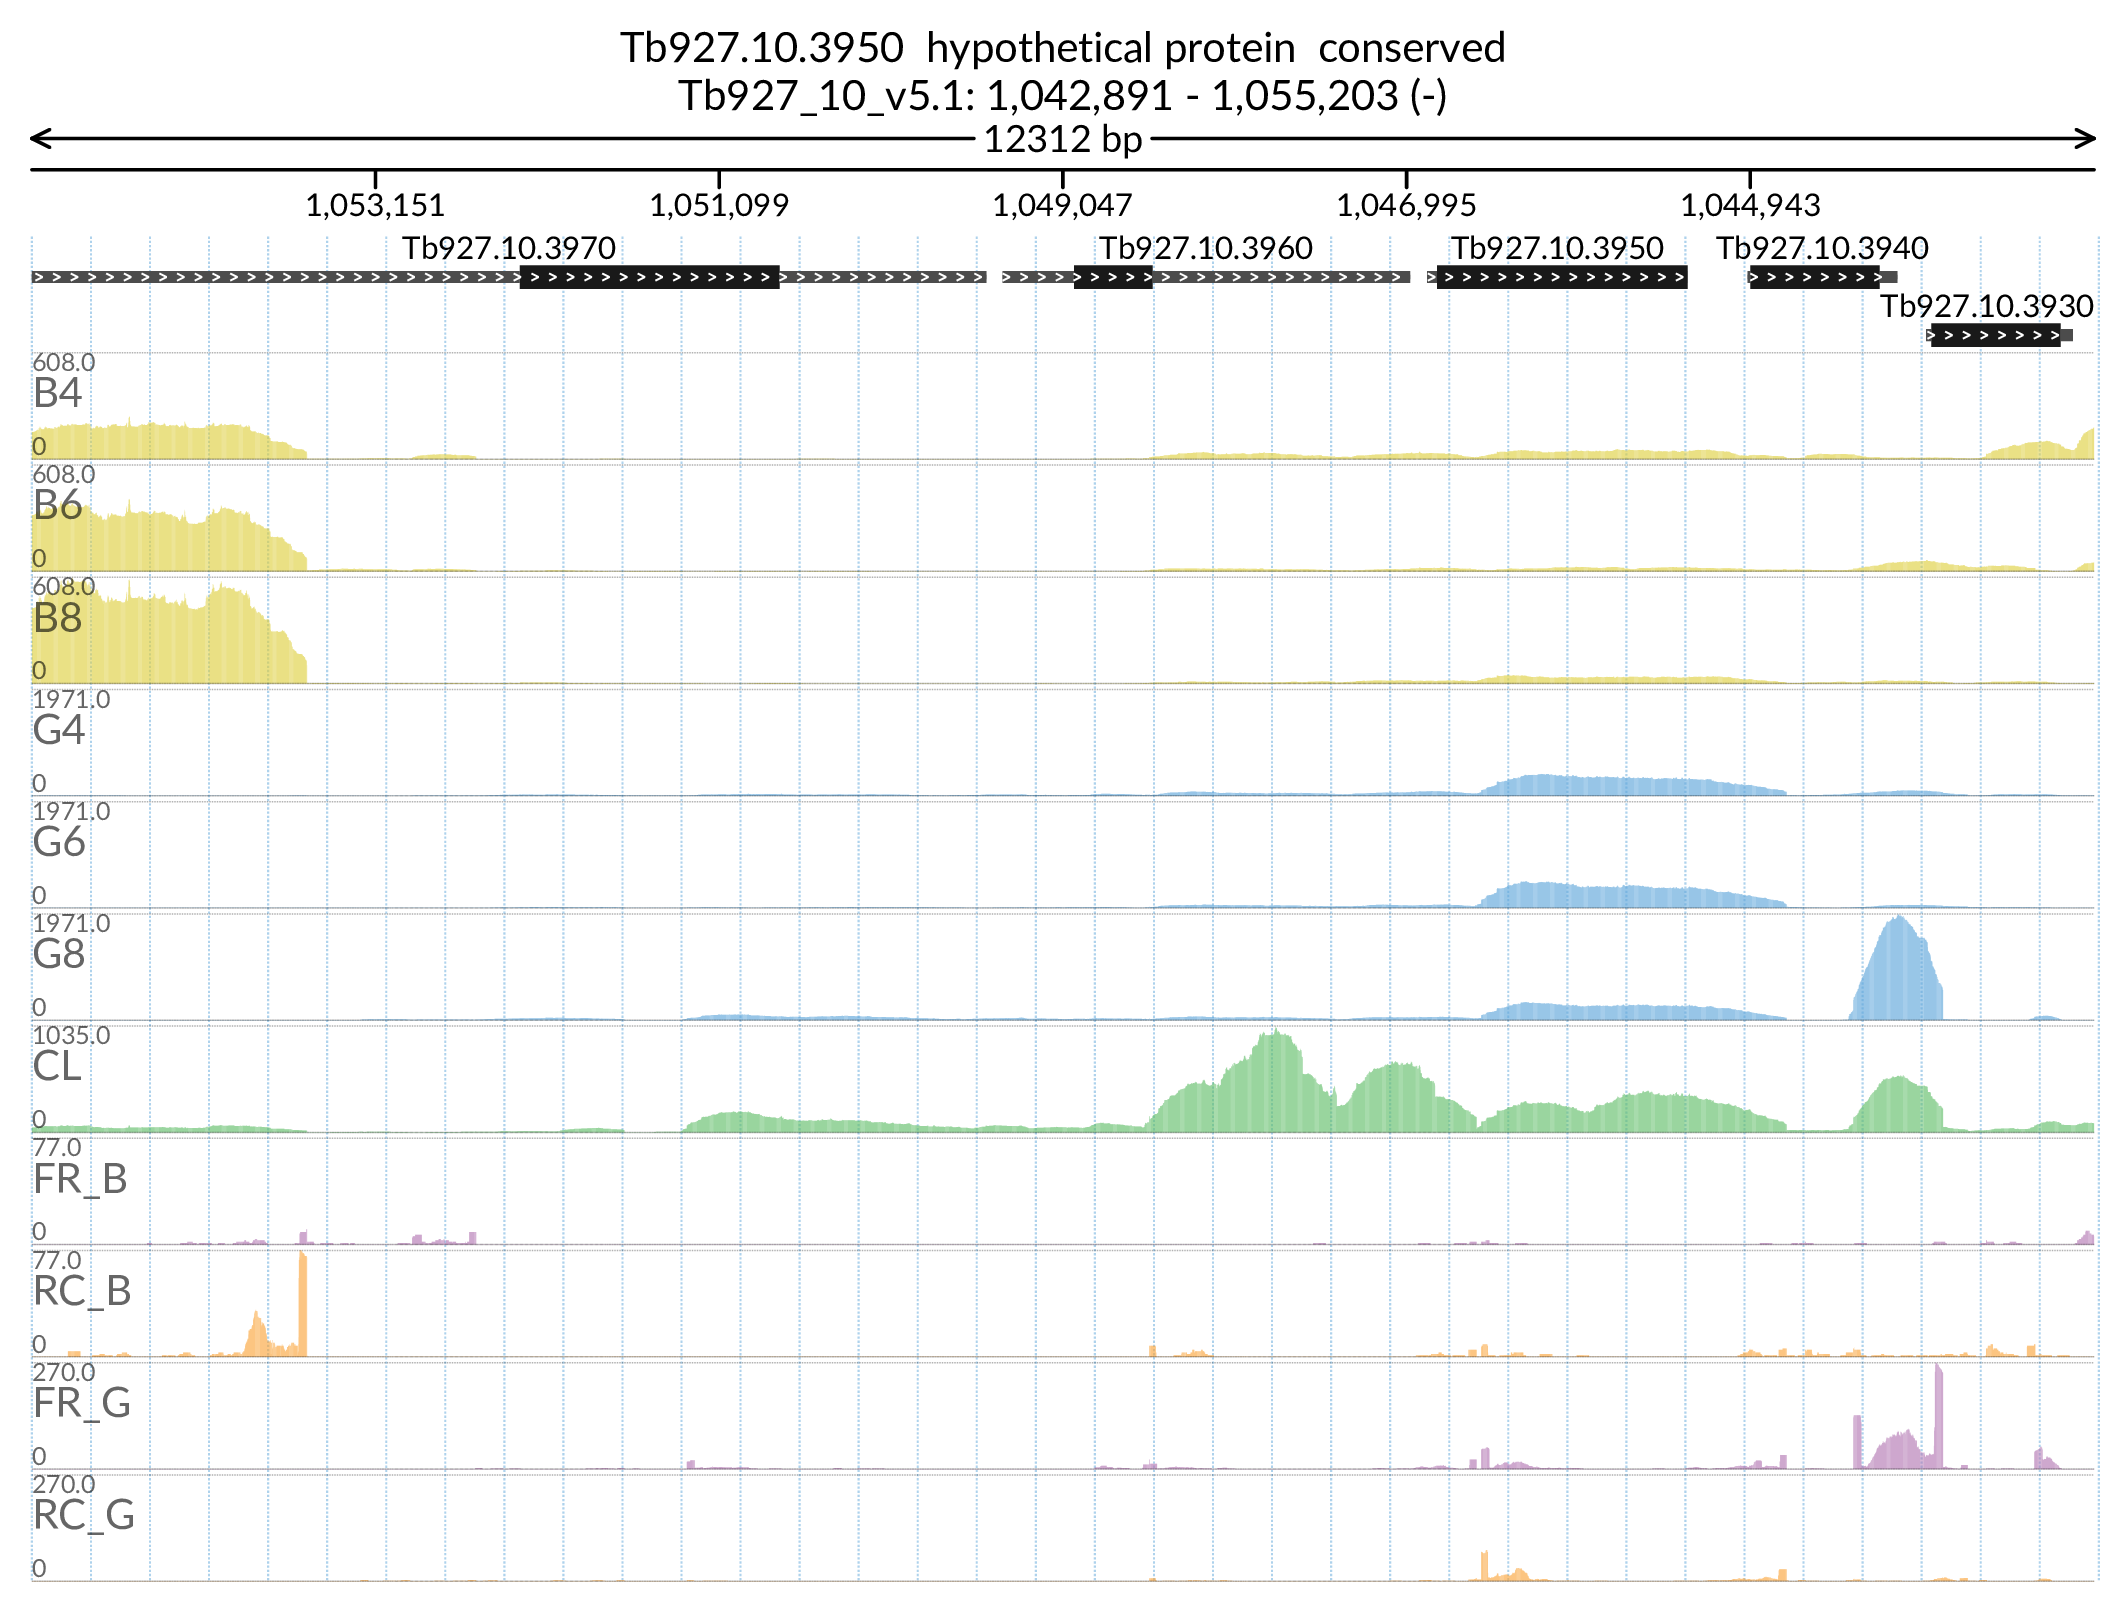 Tb927.10.3950  hypothetical protein  conserved
Tb927_10_v5.1: 1,042,891 - 1,055,203 (-)
12312 bp
1,053,151 1,051,099 1,049,047 1,046,995 1,044,943
Tb927.10.3970 Tb927.10.3960 Tb927.10.3950 Tb927.10.3940
Tb927.10.3930
608.0
B4
0
608.0
B6
0
608.0
B8
0
1971.0
G4
0
1971.0
G6
0
1971.0
G8
0
1035.0
CL
0
77.0
FR_B
0
77.0
RC_B
0
270.0
FR_G
0
270.0
RC_G
0